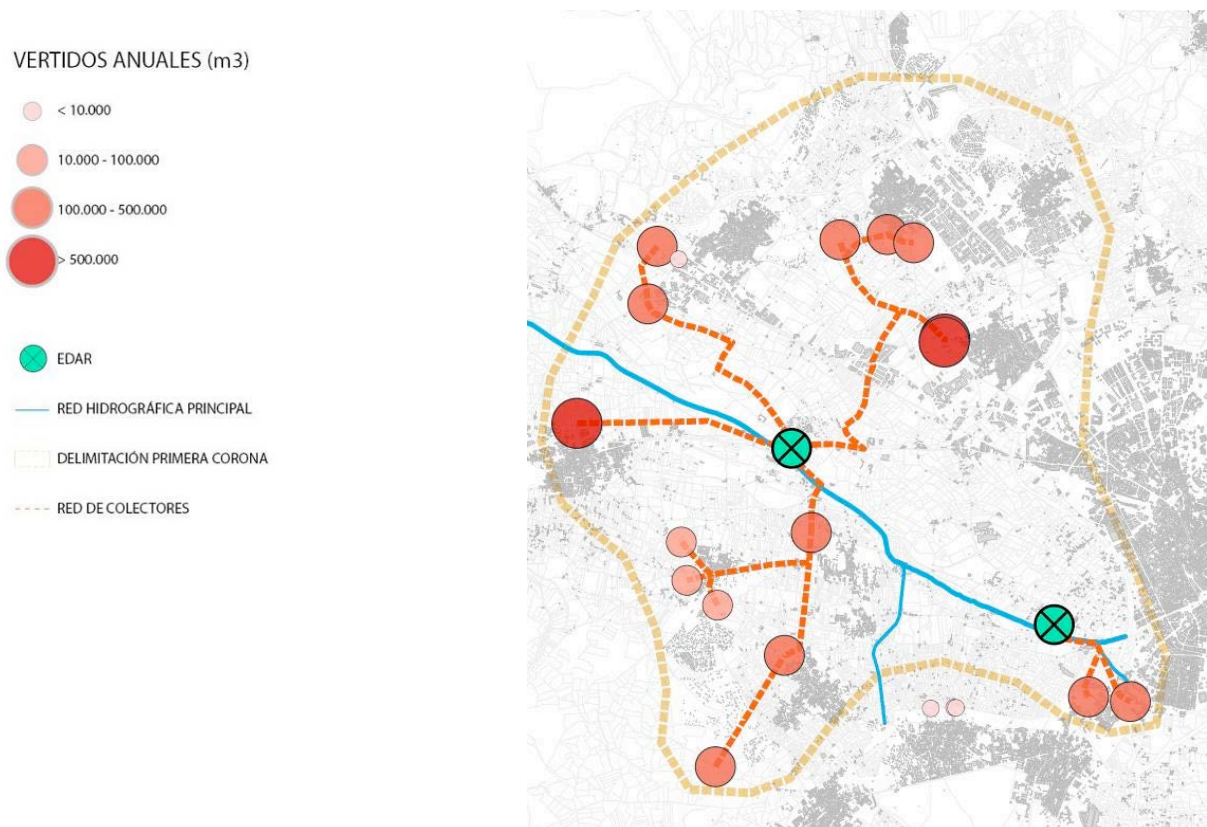 VERTIDOS ANUALES (m3)
< 10.000
10.000 - 100.000
100.000 - 500.000
> 500.000
EDAR
RED HIDROGRÁFICA PRINCIPAL
DELIMITACIÓN PRIMERA CORONA
RED DE COLECTORES